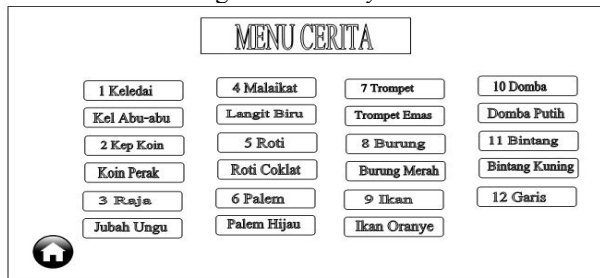 MENU CERITA
1 Keledai
Kel Abu-abu
2 Kep Koin
Koin Perak
3 Raja
Jubah Ungu
4 Malaikat
Langit Biru
5 Roti
Roti Coklat
6 Palem
Palem Hijau
7 Trompet
Trompet Emas
8 Burung
Burung Merah
9 Ikan
Ikan Oranye
10 Domba
Domba Putih
11 Bintang
Bintang Kuning
12 Garis